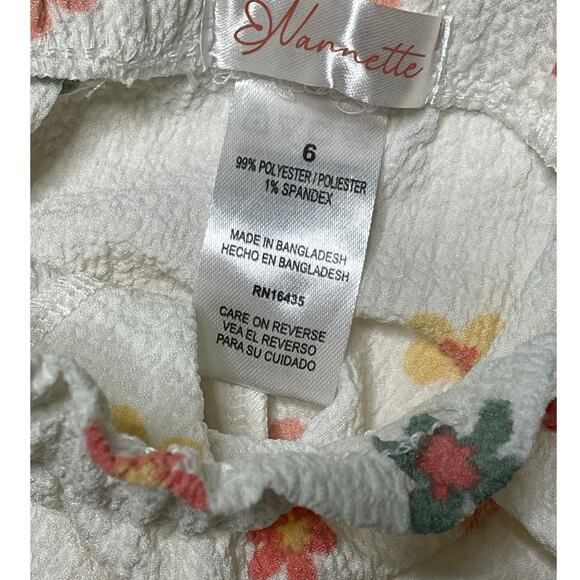 Nannette
6
99% POLYESTER / POLIESTER
1% SPANDEX
MADE IN BANGLADESH
HECHO EN BANGLADESH
RN16435
CARE ON REVERSE
VEA EL REVERSO
PARA SU CUIDADO